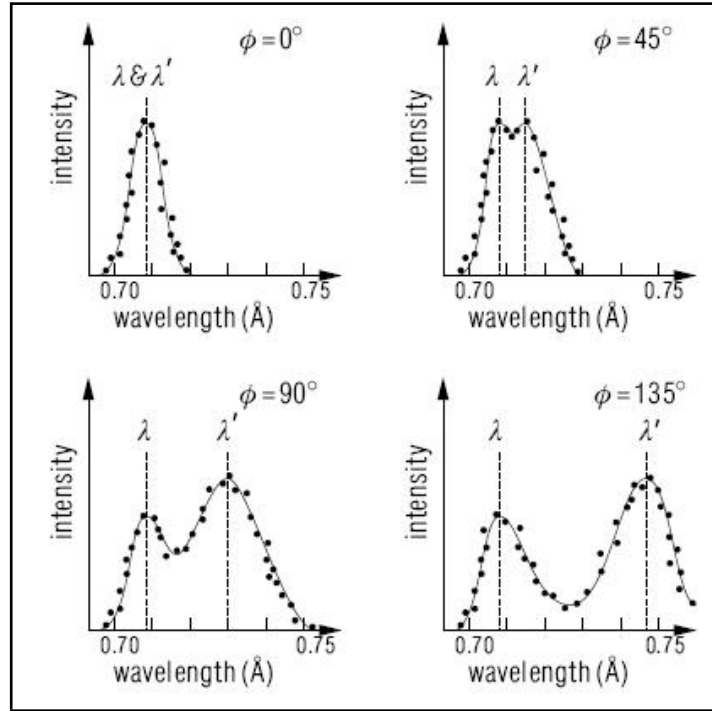 ϕ = 0°
λ & λ′
intensity
0.70 0.75
wavelength (Å)
ϕ = 45°
λ λ′
intensity
0.70 0.75
wavelength (Å)
ϕ = 90°
λ λ′
intensity
0.70 0.75
wavelength (Å)
ϕ = 135°
λ λ′
intensity
0.70 0.75
wavelength (Å)